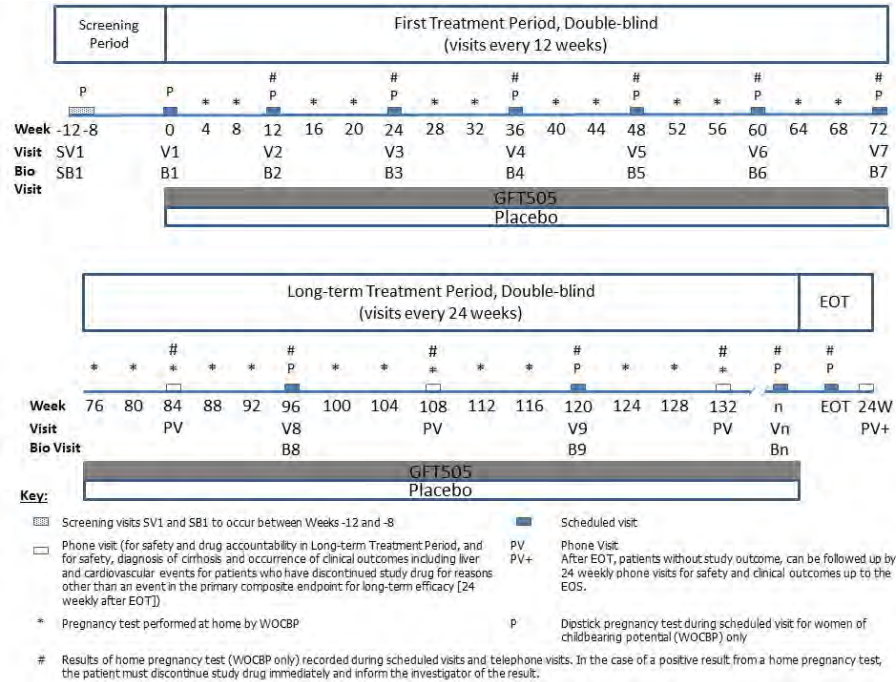 Screening
Period
First Treatment Period, Double-blind
(visits every 12 weeks)
# # # # # #
P P P P P P P P
* * * * * * * * * * * *
Week -12 -8 0 4 8 12 16 20 24 28 32 36 40 44 48 52 56 60 64 68 72
Visit SV1 V1 V2 V3 V4 V5 V6 V7
Bio SB1 B1 B2 B3 B4 B5 B6 B7
Visit
GFT505
Placebo
Long-term Treatment Period, Double-blind
(visits every 24 weeks)
EOT
# # # # # # #
* * * * * P * * * * * P * * * P P
Week 76 80 84 88 92 96 100 104 108 112 116 120 124 128 132 n EOT 24W
Visit PV V8 PV V9 PV Vn PV+
Bio Visit B8 B9 Bn
GFT505
Placebo
Key:
Screening visits SV1 and SB1 to occur between Weeks -12 and -8
Scheduled visit
Phone visit (for safety and drug accountability in Long-term Treatment Period, and
for safety, diagnosis of cirrhosis and occurrence of clinical outcomes including liver
and cardiovascular events for patients who have discontinued study drug for reasons
other than an event in the primary composite endpoint for long-term efficacy [24
weekly after EOT])
PV Phone Visit
PV+ After EOT, patients without study outcome, can be followed up by
24 weekly phone visits for safety and clinical outcomes up to the
EOS.
* Pregnancy test performed at home by WOCBP
P Dipstick pregnancy test during scheduled visit for women of
childbearing potential (WOCBP) only
# Results of home pregnancy test (WOCBP only) recorded during scheduled visits and telephone visits. In the case of a positive result from a home pregnancy test,
the patient must discontinue study drug immediately and inform the investigator of the result.